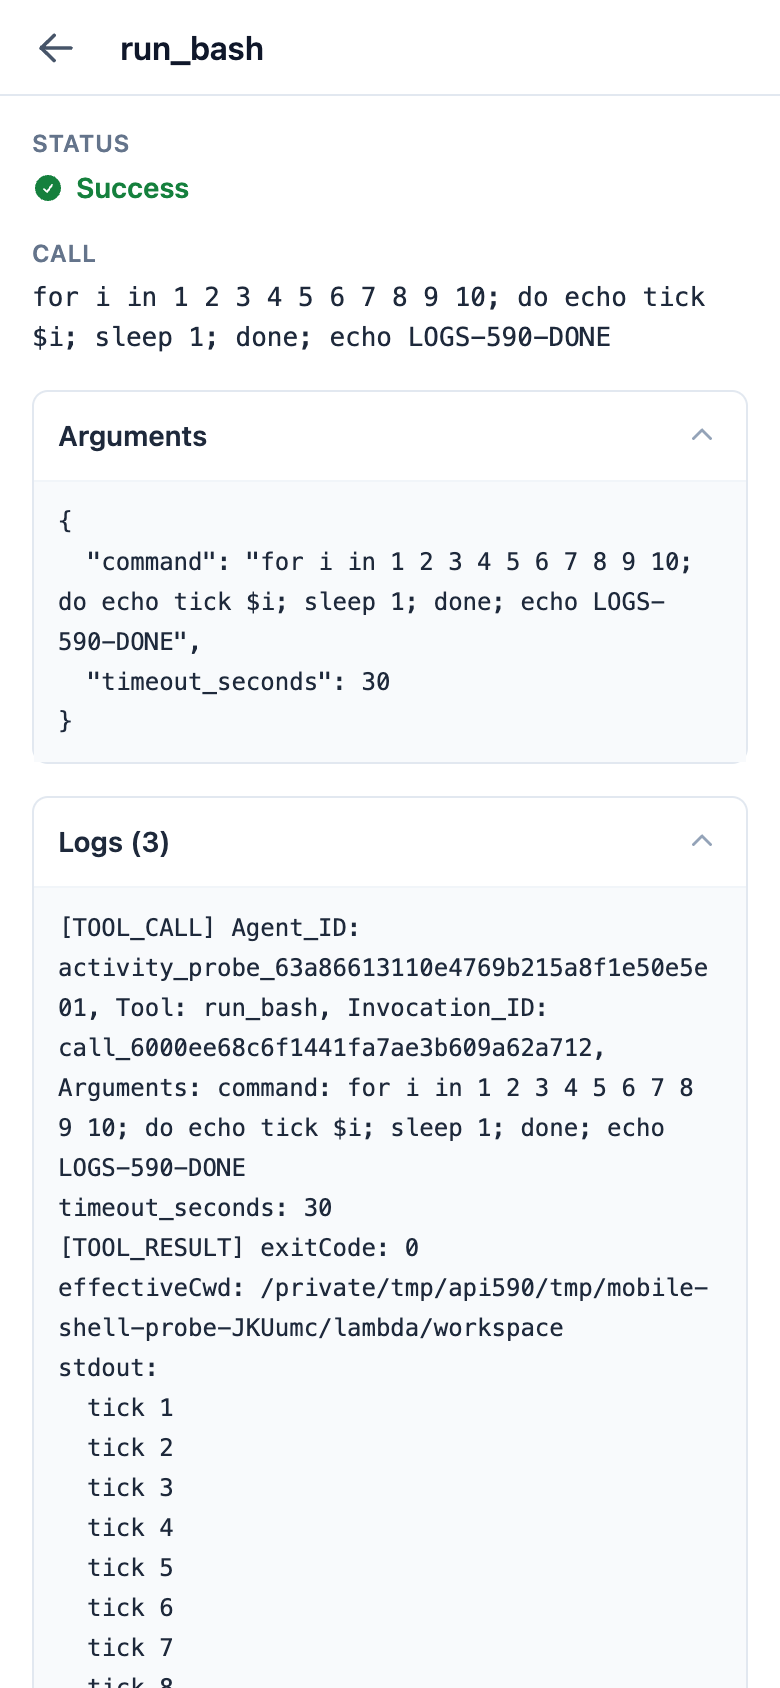 run_bash
STATUS
Success
CALL
for i in 1 2 3 4 5 6 7 8 9 10; do echo tick
$i; sleep 1; done; echo LOGS-590-DONE
Arguments
{
  "command": "for i in 1 2 3 4 5 6 7 8 9 10;
do echo tick $i; sleep 1; done; echo LOGS-
590-DONE",
  "timeout_seconds": 30
}
Logs (3)
[TOOL_CALL] Agent_ID:
activity_probe_63a86613110e4769b215a8f1e50e5e
01, Tool: run_bash, Invocation_ID:
call_6000ee68c6f1441fa7ae3b609a62a712,
Arguments: command: for i in 1 2 3 4 5 6 7 8
9 10; do echo tick $i; sleep 1; done; echo
LOGS-590-DONE
timeout_seconds: 30
[TOOL_RESULT] exitCode: 0
effectiveCwd: /private/tmp/api590/tmp/mobile-
shell-probe-JKUumc/lambda/workspace
stdout:
  tick 1
  tick 2
  tick 3
  tick 4
  tick 5
  tick 6
  tick 7
  tick 8